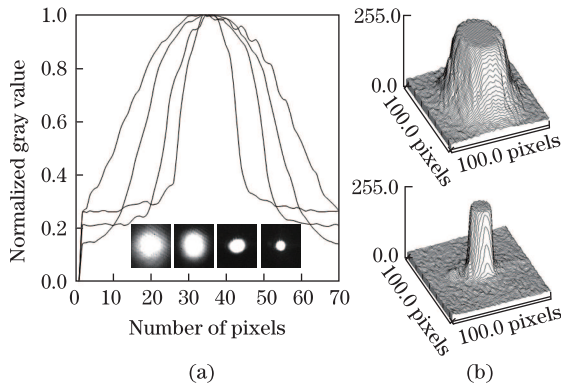 1.0
0.8
0.6
0.4
0.2
0.0
0 10 20 30 40 50 60 70
Normalized gray value
Number of pixels
(a)
255.0
0.0
100.0 pixels
100.0 pixels
255.0
0.0
100.0 pixels
100.0 pixels
(b)